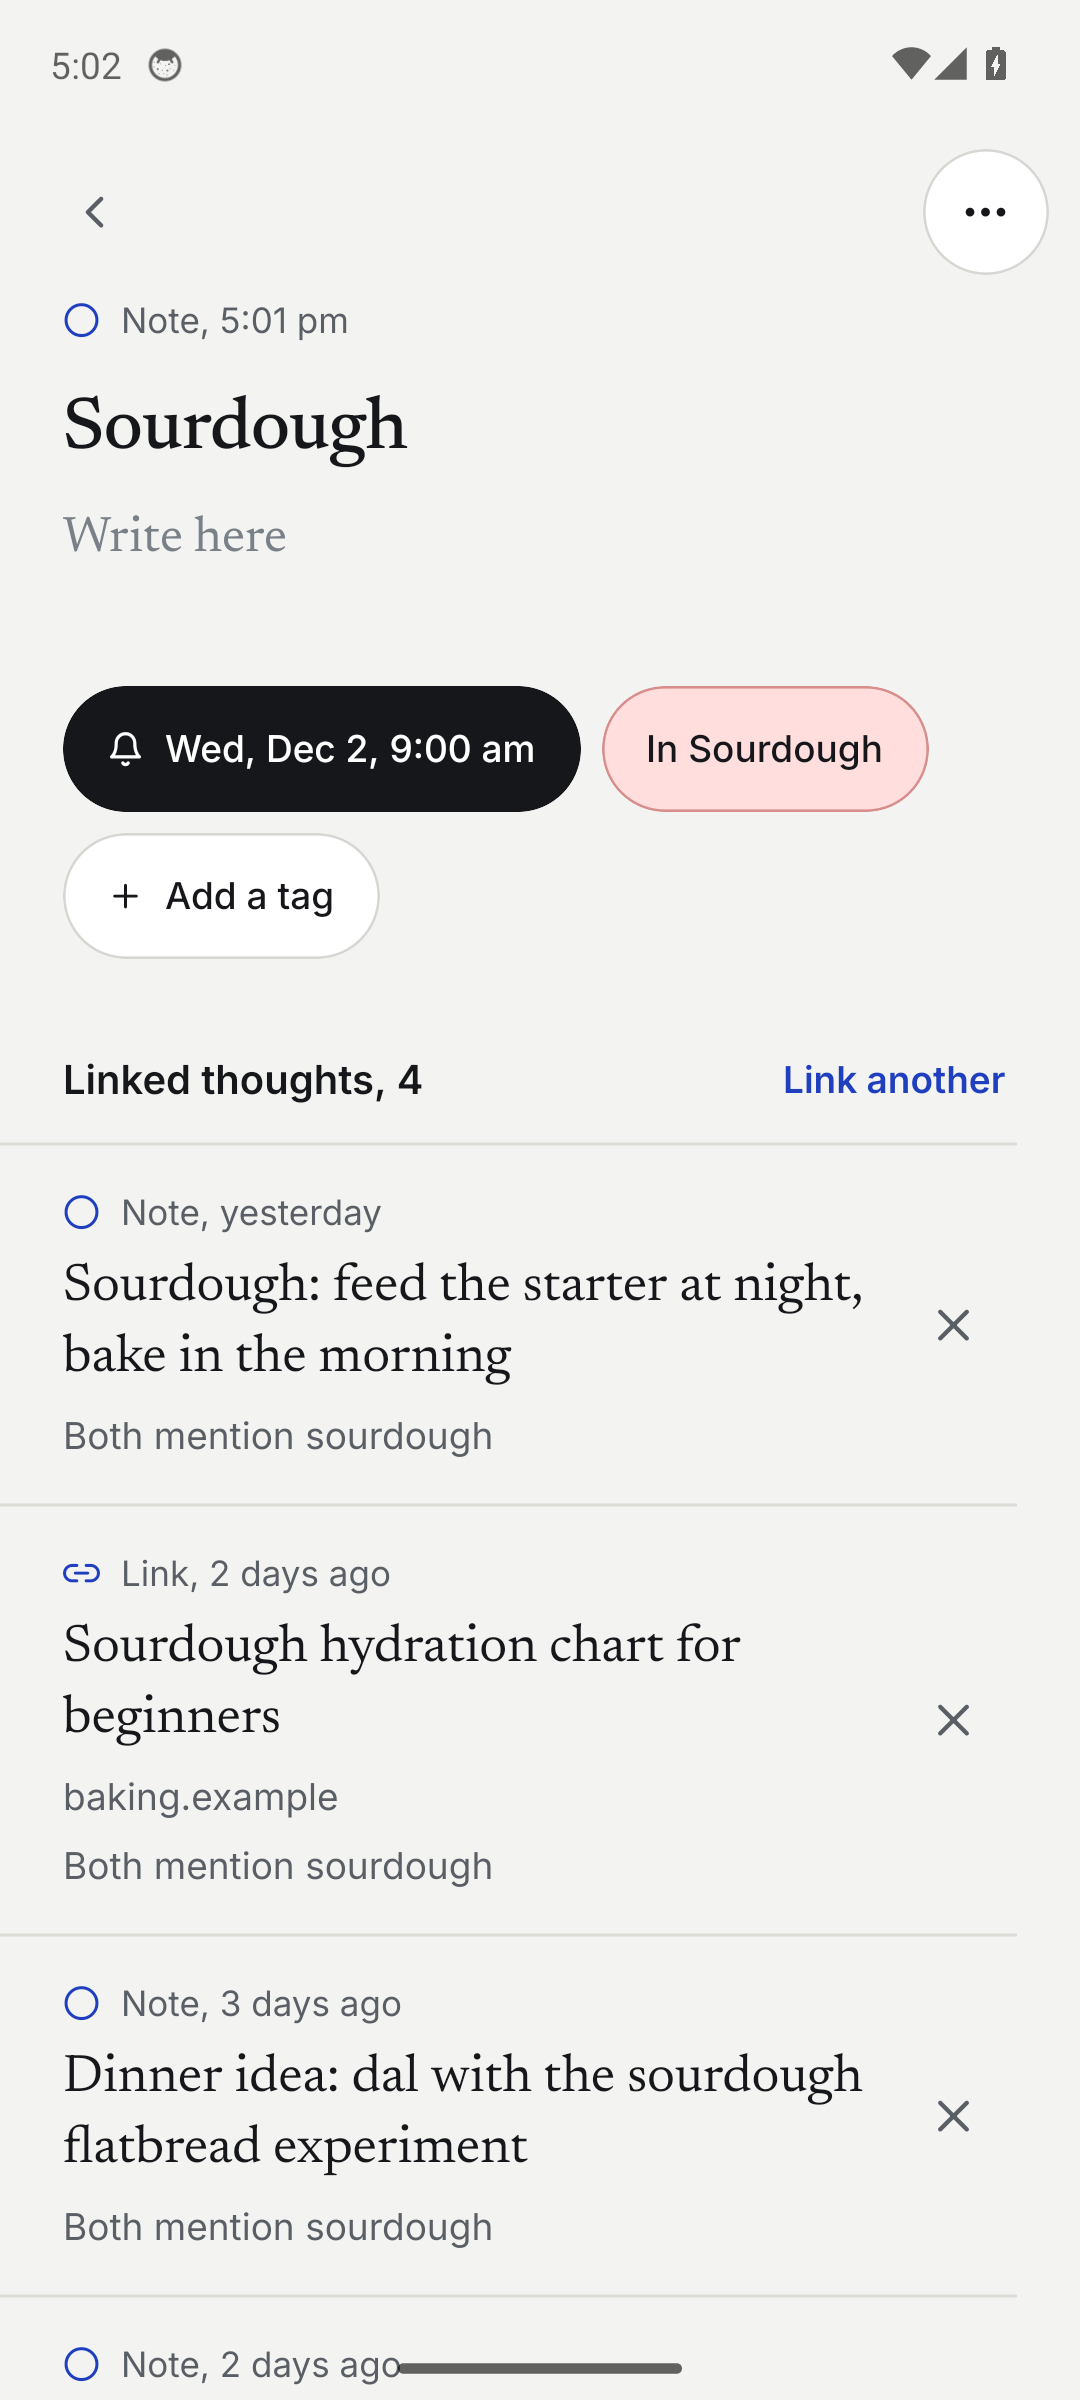 5:02
Note, 5:01 pm
Sourdough
Write here
Wed, Dec 2, 9:00 am
In Sourdough
Add a tag
Linked thoughts, 4
Link another
Note, yesterday
Sourdough: feed the starter at night,
bake in the morning
Both mention sourdough
Link, 2 days ago
Sourdough hydration chart for
beginners
baking.example
Both mention sourdough
Note, 3 days ago
Dinner idea: dal with the sourdough
flatbread experiment
Both mention sourdough
Note, 2 days ago